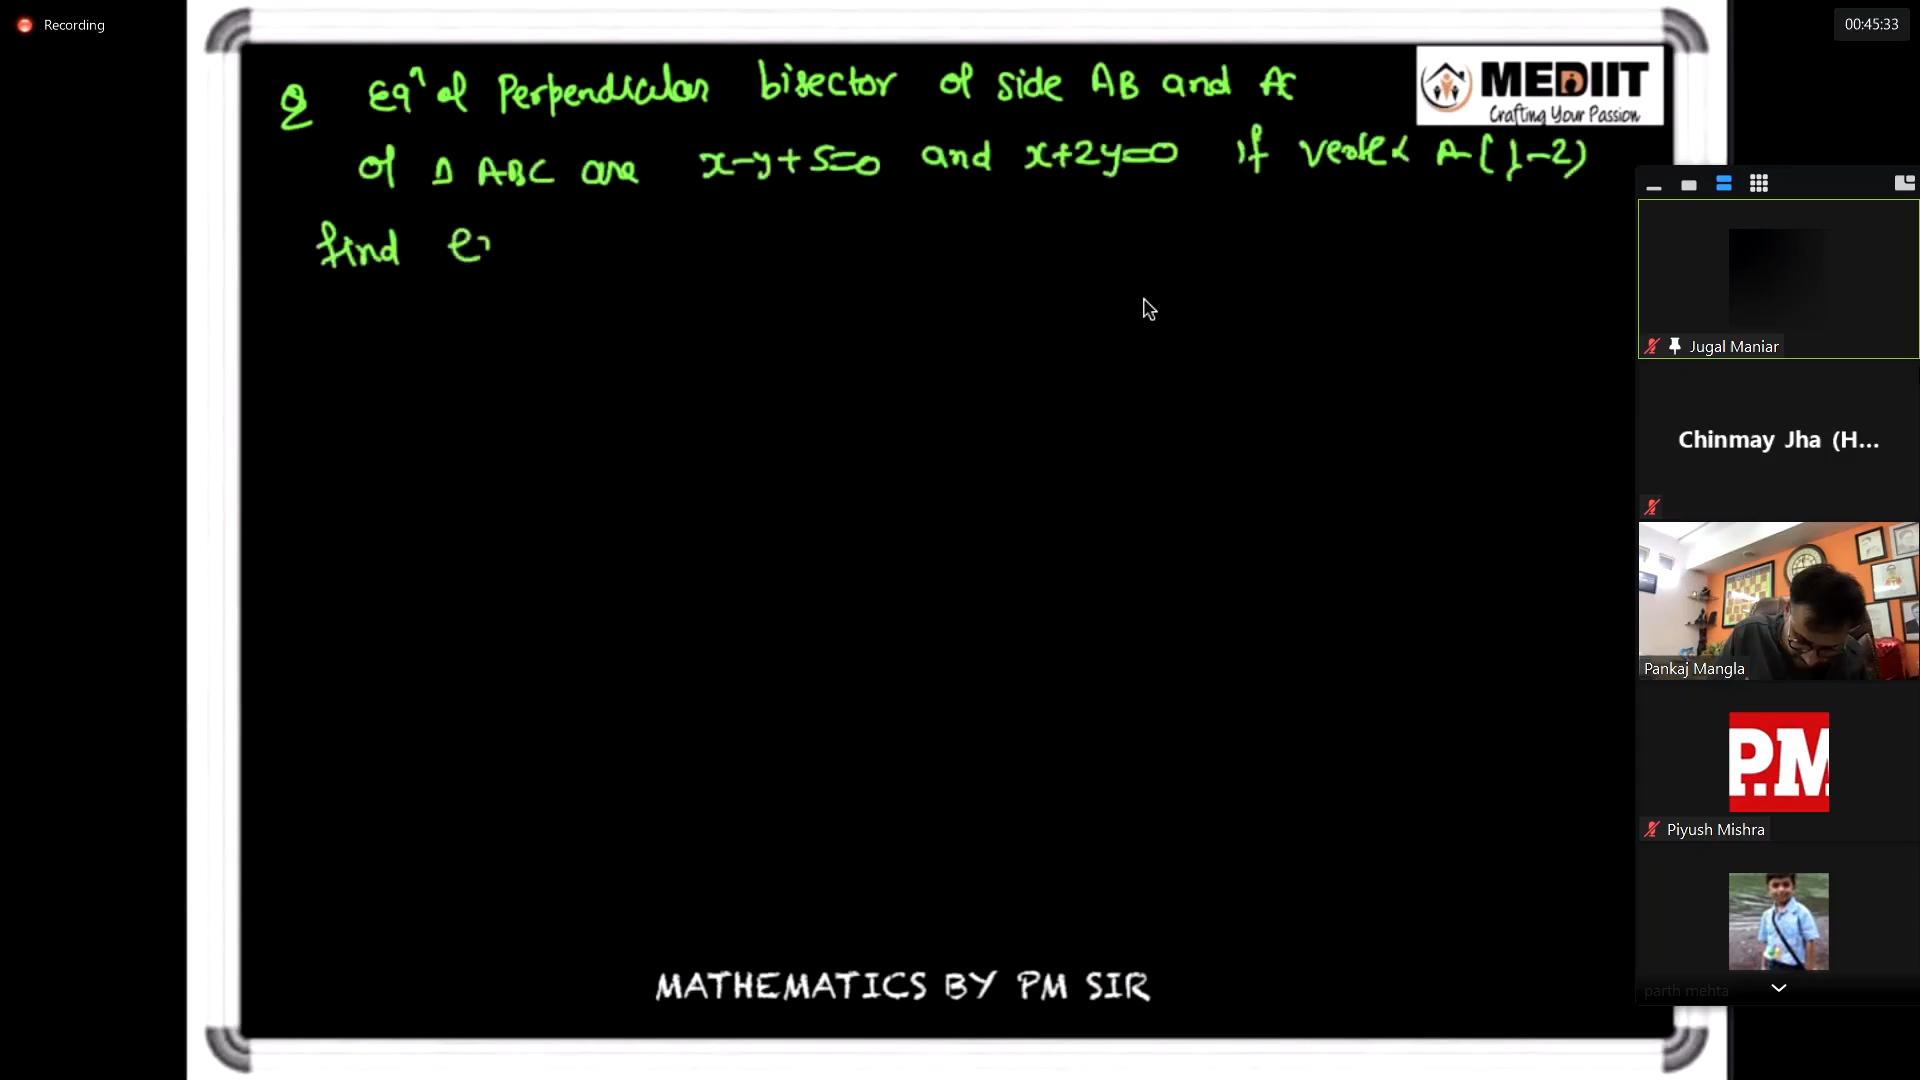 Recording
00:45:33
Q Eqⁿ of Perpendicular bisector of side AB and AC
MEDIIT
Crafting Your Passion
of Δ ABC are x-y+5=0 and x+2y=0 if vertex A(1,-2)
find e
Jugal Maniar
Chinmay Jha (H...
Pankaj Mangla
P.M
Piyush Mishra
parth mehta
MATHEMATICS BY PM SIR